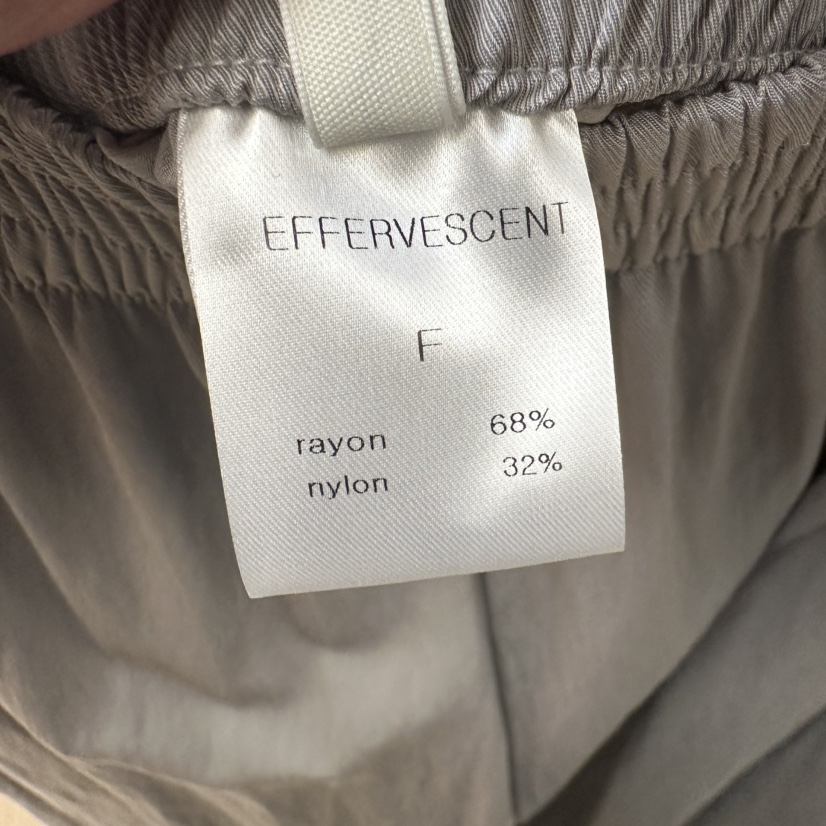 EFFERVESCENT
F
rayon 68%
nylon 32%